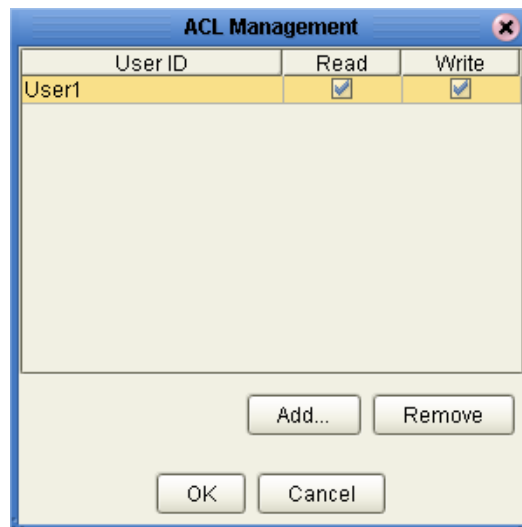 ACL Management
User ID Read Write
User1
Add... Remove
OK Cancel